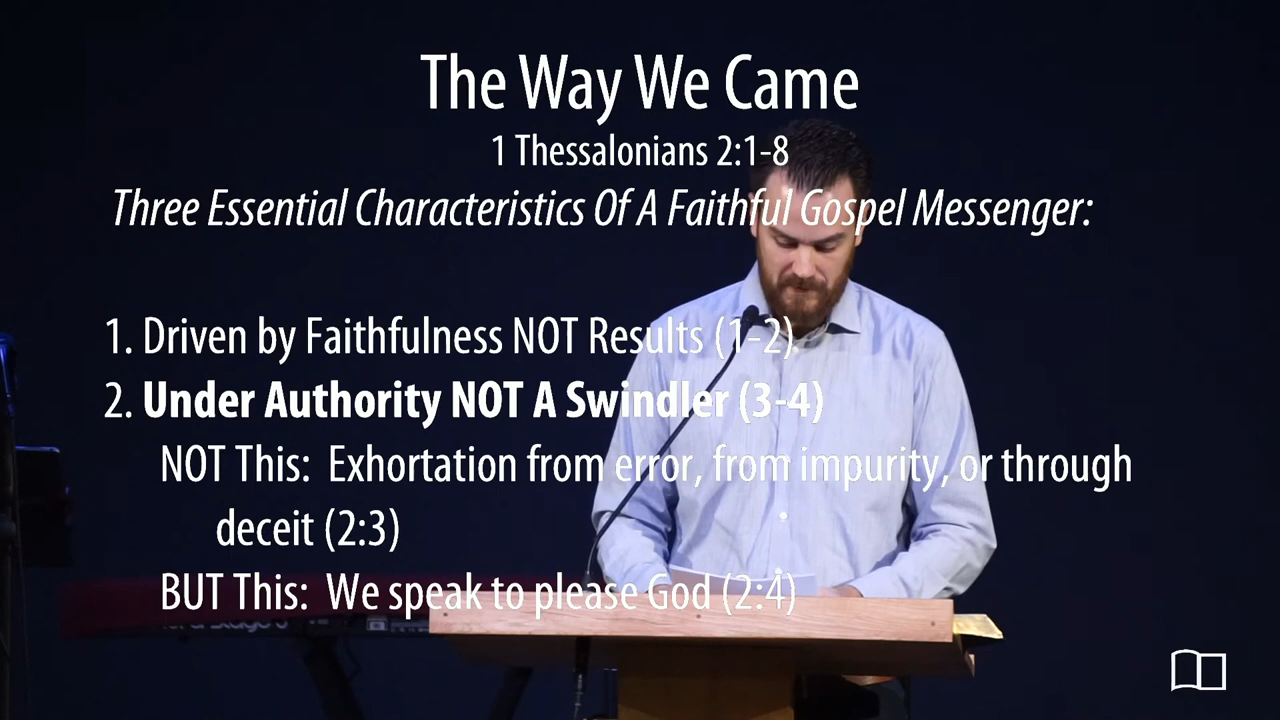 The Way We Came
1 Thessalonians 2:1-8
Three Essential Characteristics Of A Faithful Gospel Messenger:
1. Driven by Faithfulness NOT Results (1-2)
2. Under Authority NOT A Swindler (3-4)
NOT This: Exhortation from error, from impurity, or through
deceit (2:3)
BUT This: We speak to please God (2:4)